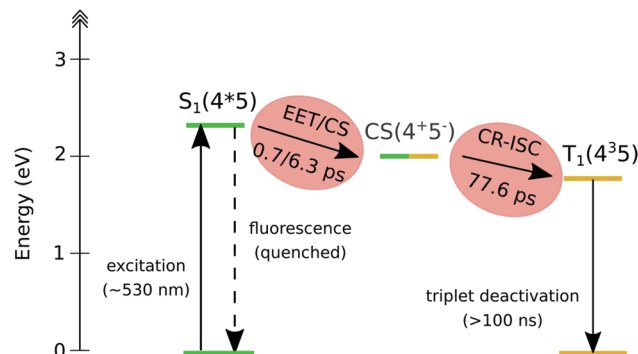 3
S₁(4*5)
EET/CS
0.7/6.3 ps
CS(4⁺5⁻)
CR-ISC
77.6 ps
T₁(4³5)
2
Energy (eV)
fluorescence
(quenched)
1
excitation
(~530 nm)
triplet deactivation
(>100 ns)
0